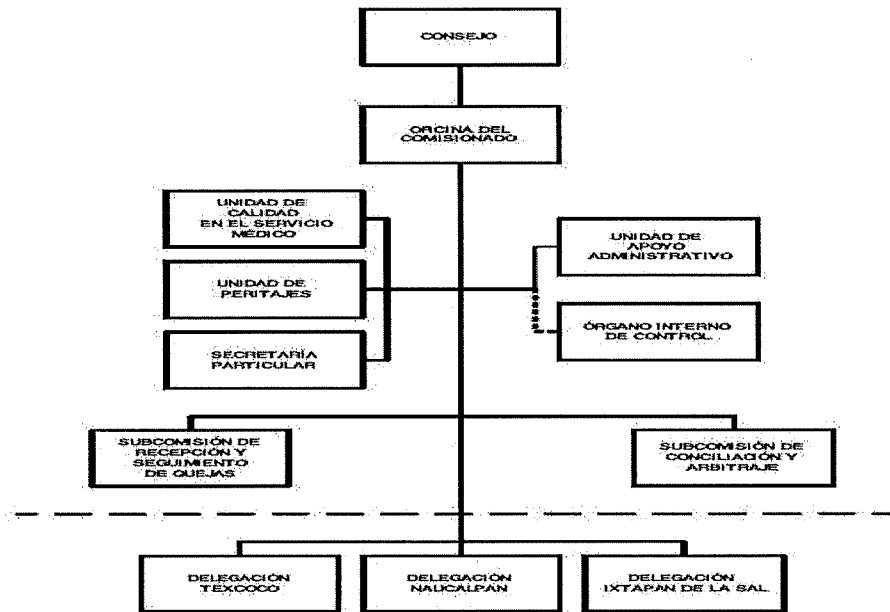 CONSEJO
OFICINA DEL
COMISIONADO
UNIDAD DE
CALIDAD
EN EL SERVICIO
MÉDICO
UNIDAD DE
APOYO
ADMINISTRATIVO
UNIDAD DE
PERITAJES
ÓRGANO INTERNO
DE CONTROL
SECRETARÍA
PARTICULAR
SUBCOMISIÓN DE
RECEPCIÓN Y
SEGUIMIENTO
DE QUEJAS
SUBCOMISIÓN DE
CONCILIACIÓN Y
ARBITRAJE
DELEGACIÓN
TEXCOCO
DELEGACIÓN
NAUCALPAN
DELEGACIÓN
IXTAPAN DE LA SAL